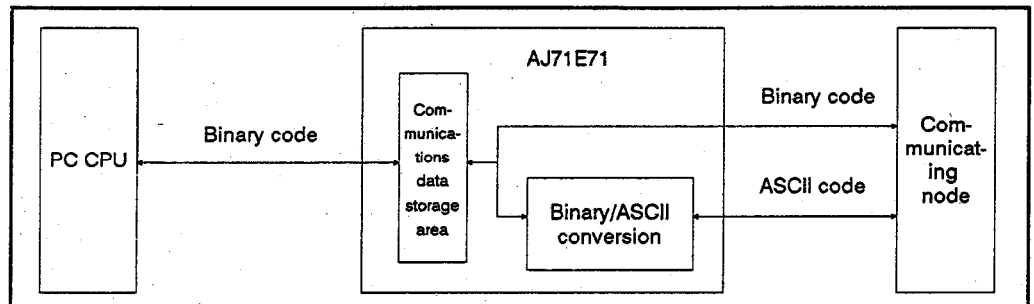 AJ71E71
PC CPU
Binary code
Com-
munica-
tions
data
storage
area
Binary code
Binary/ASCII
conversion
ASCII code
Com-
municat-
ing
node